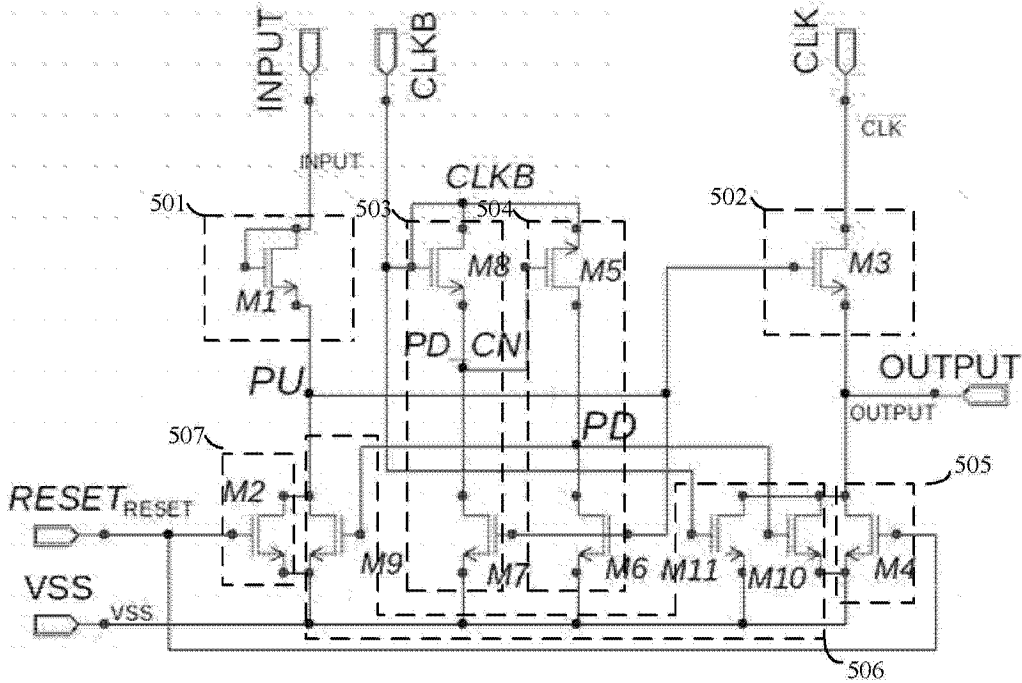 INPUT
CLKB
CLK
CLK
INPUT
CLKB
501
503
504
502
M8
M5
M3
M1
PD_CN
PU
OUTPUT
OUTPUT
PD
507
505
M2
RESET
RESET
M9
M7
M6
M11
M10
M4
VSS
VSS
506